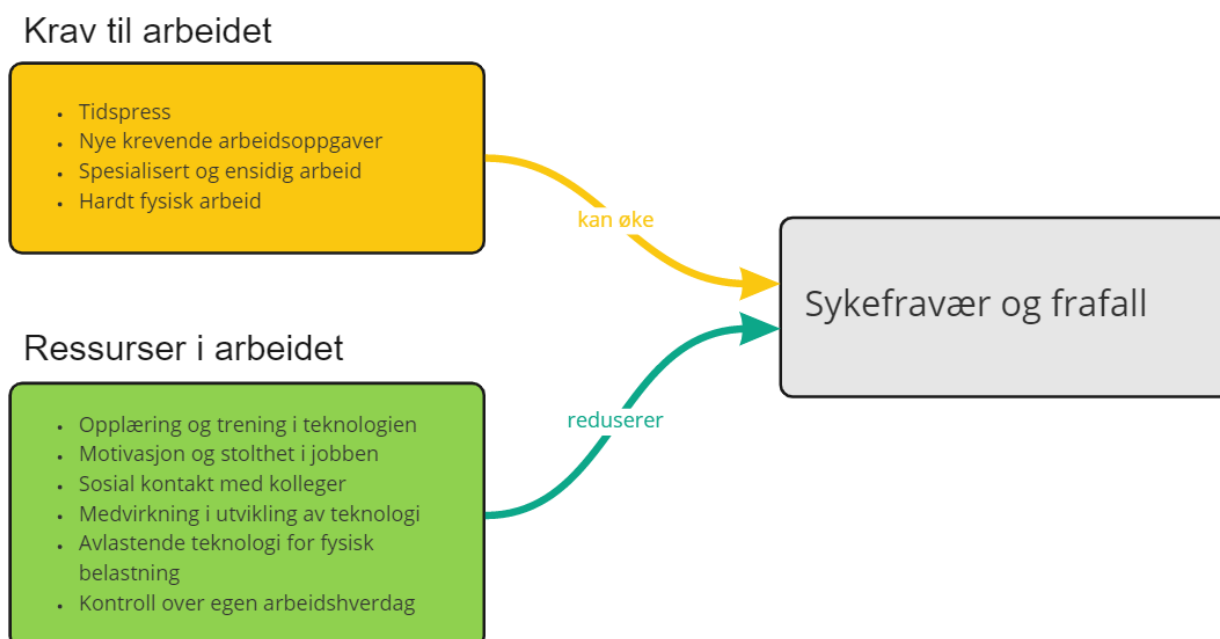 Krav til arbeidet
• Tidspress
• Nye krevende arbeidsoppgaver
• Spesialisert og ensidig arbeid
• Hardt fysisk arbeid
kan øke
Sykefravær og frafall
Ressurser i arbeidet
reduserer
• Opplæring og trening i teknologien
• Motivasjon og stolthet i jobben
• Sosial kontakt med kolleger
• Medvirkning i utvikling av teknologi
• Avlastende teknologi for fysisk
belastning
• Kontroll over egen arbeidshverdag